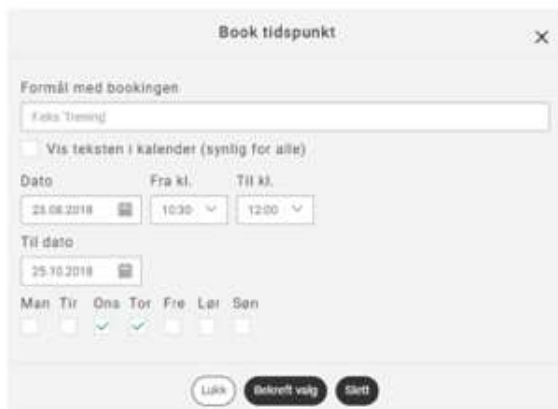 Book tidspunkt
Formål med bookingen
F.eks Trening
Vis teksten i kalender (synlig for alle)
Dato Fra kl. Til kl.
23.08.2018 10:30 12:00
Til dato
25.10.2018
Man Tir Ons Tor Fre Lør Søn
Lukk Bekreft valg Slett